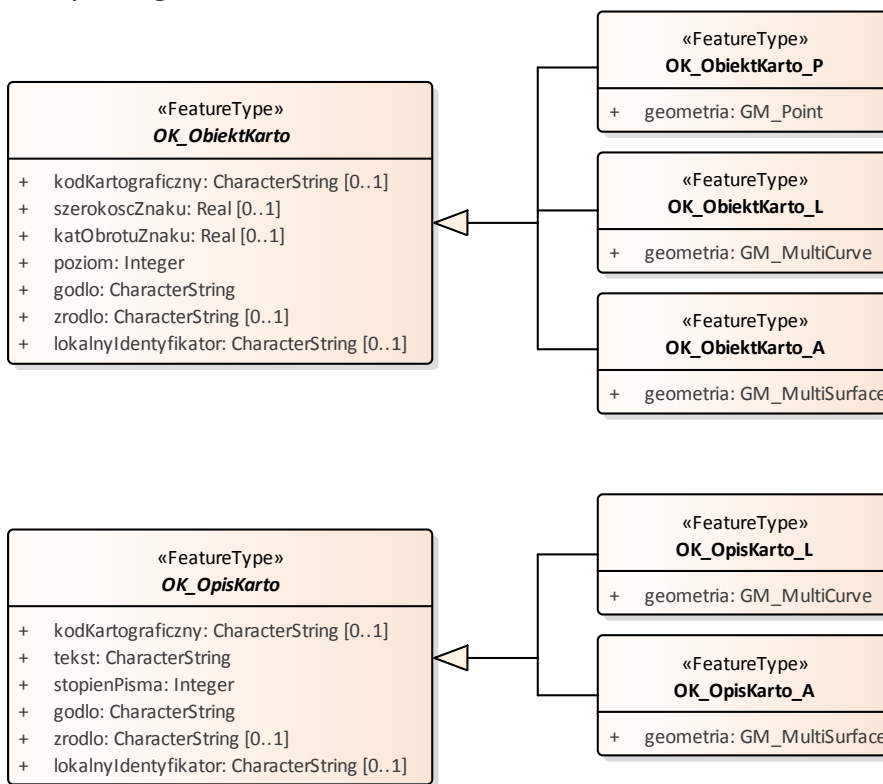 «FeatureType»
OK_ObiektKarto
+ kodKartograficzny: CharacterString [0..1]
+ szerokoscZnaku: Real [0..1]
+ katObrotuZnaku: Real [0..1]
+ poziom: Integer
+ godlo: CharacterString
+ zrodlo: CharacterString [0..1]
+ lokalnyIdentyfikator: CharacterString [0..1]
«FeatureType»
OK_ObiektKarto_P
+ geometria: GM_Point
«FeatureType»
OK_ObiektKarto_L
+ geometria: GM_MultiCurve
«FeatureType»
OK_ObiektKarto_A
+ geometria: GM_MultiSurface
«FeatureType»
OK_OpisKarto
+ kodKartograficzny: CharacterString [0..1]
+ tekst: CharacterString
+ stopienPisma: Integer
+ godlo: CharacterString
+ zrodlo: CharacterString [0..1]
+ lokalnyIdentyfikator: CharacterString [0..1]
«FeatureType»
OK_OpisKarto_L
+ geometria: GM_MultiCurve
«FeatureType»
OK_OpisKarto_A
+ geometria: GM_MultiSurface